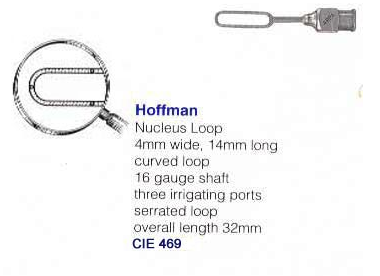 Hoffman
Nucleus Loop
4mm wide, 14mm long
curved loop
16 gauge shaft
three irrigating ports
serrated loop
overall length 32mm
CIE 469